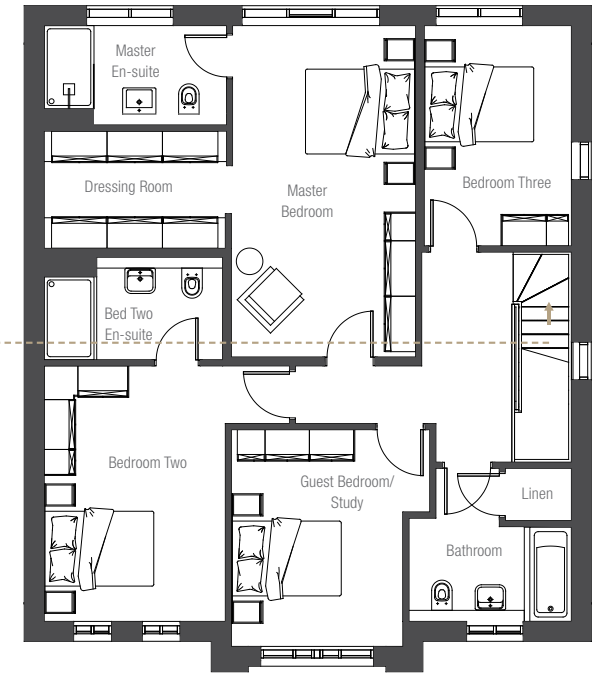 Master
En-suite
Dressing Room
Master
Bedroom
Bedroom Three
Bed Two
En-suite
Bedroom Two
Guest Bedroom/
Study
Linen
Bathroom